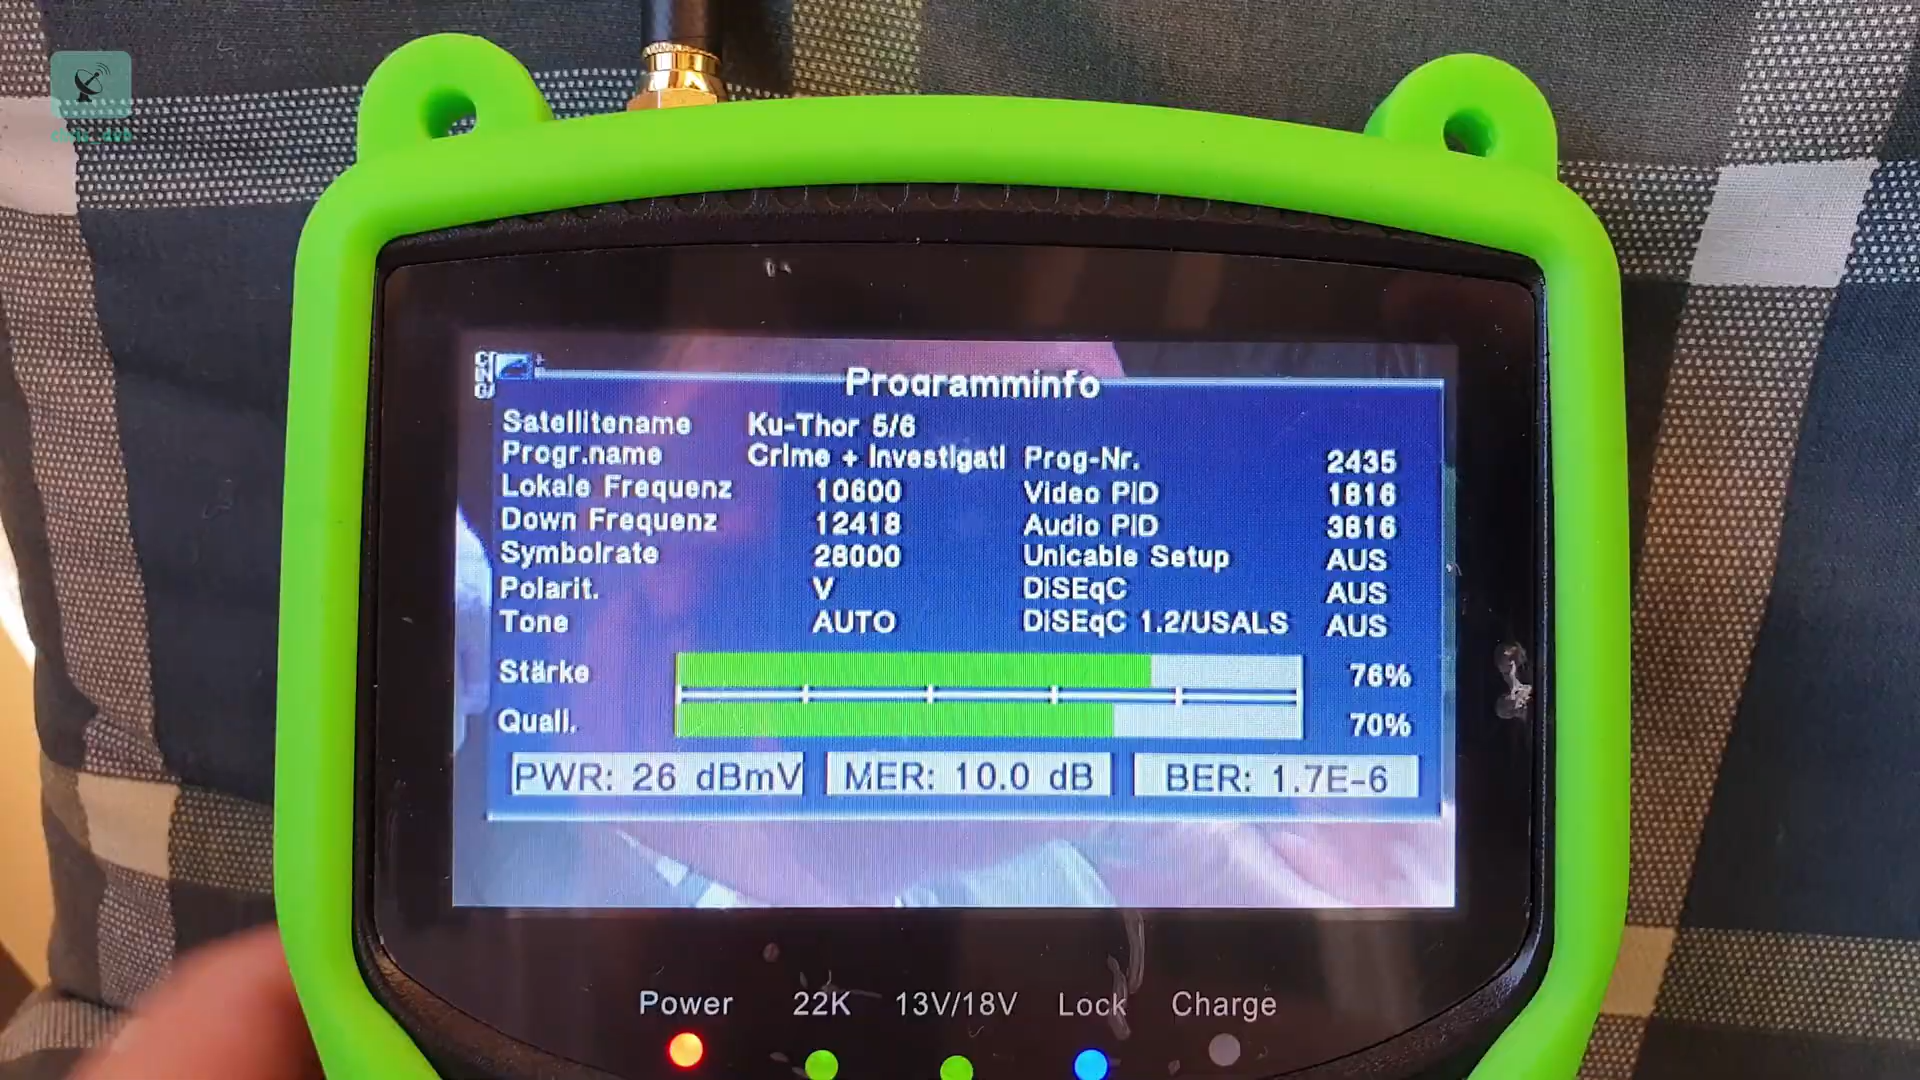 Programminfo
Satellitename Ku-Thor 5/6
Progr.name Crime + Investigati Prog-Nr. 2435
Lokale Frequenz 10600 Video PID 1816
Down Frequenz 12418 Audio PID 3816
Symbolrate 28000 Unicable Setup AUS
Polarit. V DiSEqC AUS
Tone AUTO DiSEqC 1.2/USALS AUS
Stärke 76%
Quali. 70%
PWR: 26 dBmV MER: 10.0 dB BER: 1.7E-6
Power 22K 13V/18V Lock Charge